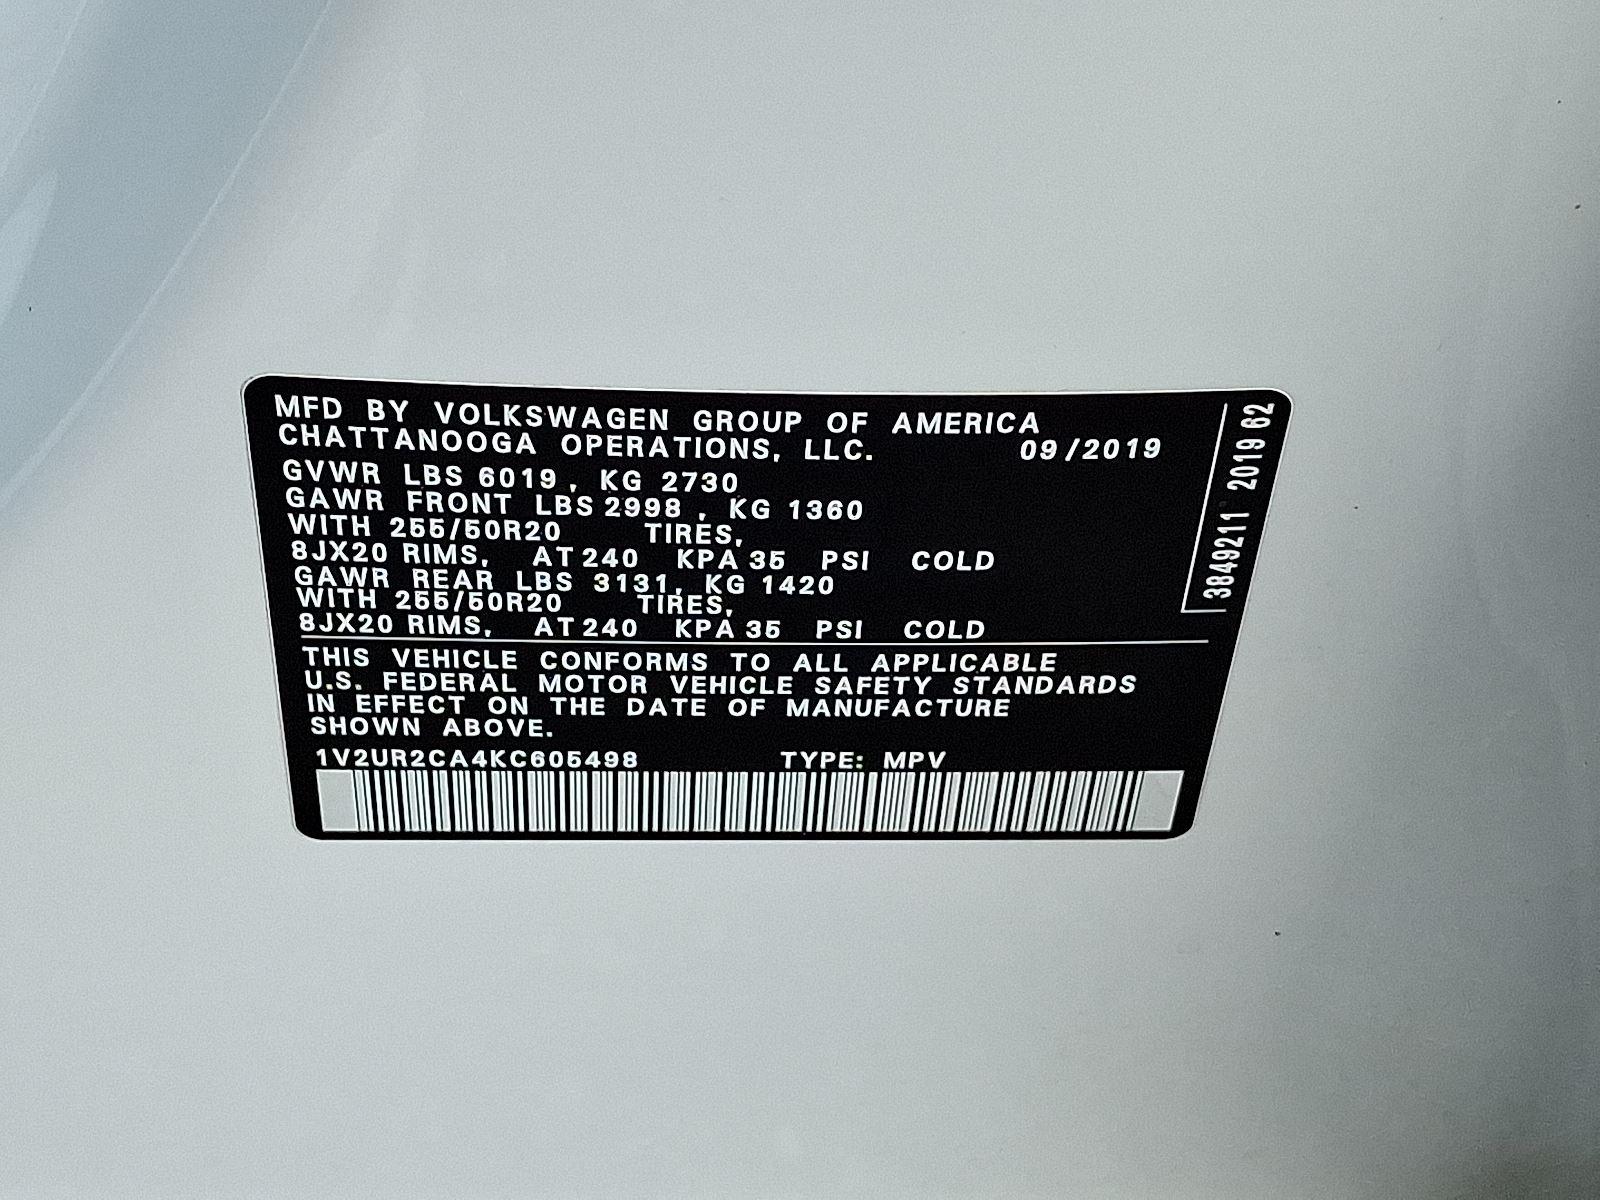 MFD BY VOLKSWAGEN GROUP OF AMERICA
CHATTANOOGA OPERATIONS, LLC. 09/2019
GVWR LBS 6019, KG 2730
GAWR FRONT LBS 2998, KG 1360
WITH 255/50R20 TIRES,
8JX20 RIMS, AT 240 KPA 35 PSI COLD
GAWR REAR LBS 3131, KG 1420
WITH 255/50R20 TIRES,
8JX20 RIMS, AT 240 KPA 35 PSI COLD
THIS VEHICLE CONFORMS TO ALL APPLICABLE
U.S. FEDERAL MOTOR VEHICLE SAFETY STANDARDS
IN EFFECT ON THE DATE OF MANUFACTURE
SHOWN ABOVE.
1V2UR2CA4KC605498 TYPE: MPV
3849211 2019 62